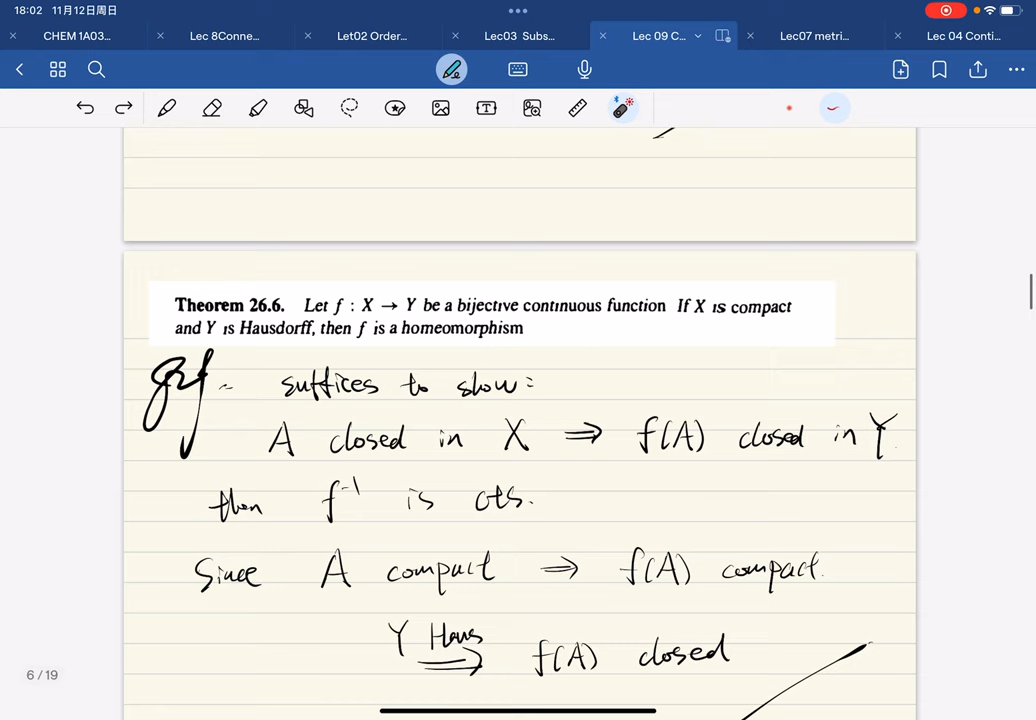 18:02 11月12日周日
CHEM 1A03... Lec 8Conne... Let02 Order... Lec03 Subs... Lec 09 C... Lec07 metri... Lec 04 Conti...
Theorem 26.6. Let f : X → Y be a bijective continuous function If X is compact
and Y is Hausdorff, then f is a homeomorphism
suffices to show:
A closed in X ⇒ f(A) closed in Y.
then f⁻¹ is cts.
Since A compact ⇒ f(A) compact.
Y Haus
⇒ f(A) closed
6 / 19